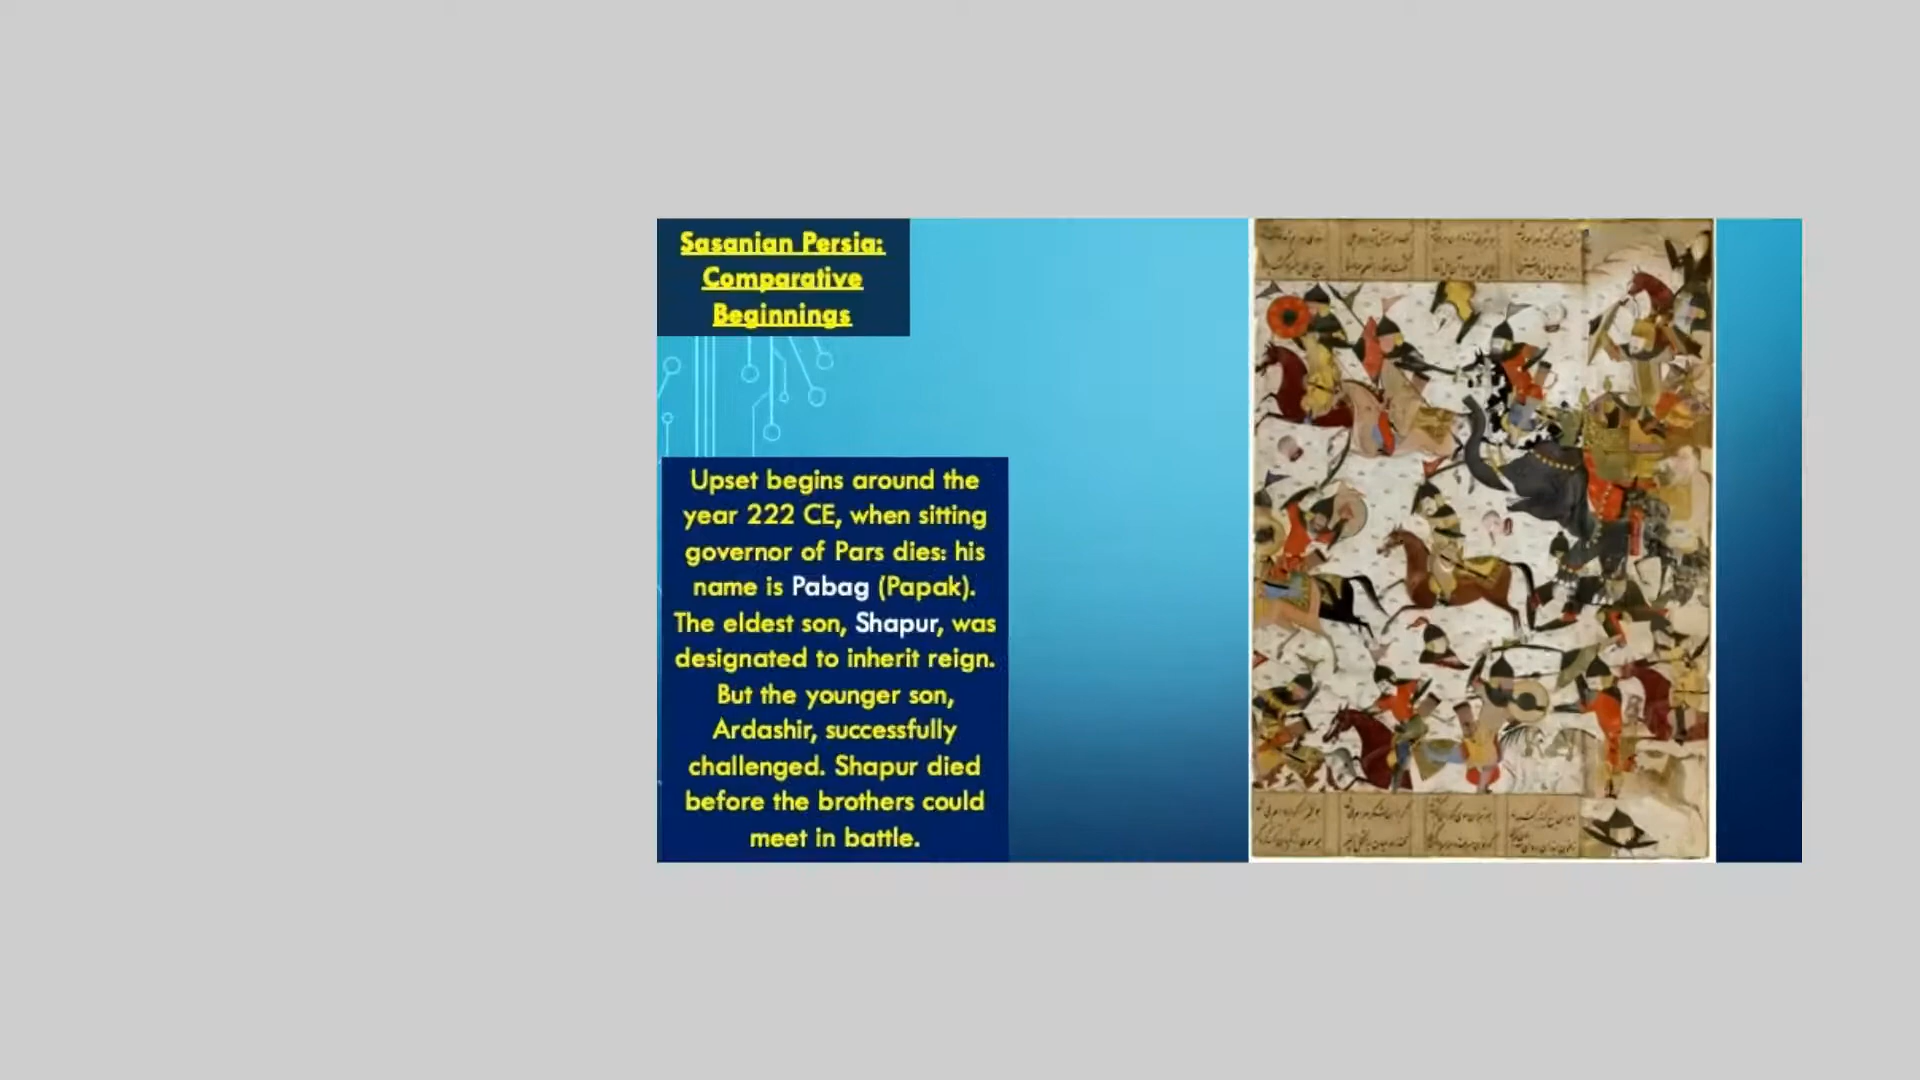 Sasanian Persia:
Comparative
Beginnings
Upset begins around the
year 222 CE, when sitting
governor of Pars dies: his
name is Pabag (Papak).
The eldest son, Shapur, was
designated to inherit reign.
But the younger son,
Ardashir, successfully
challenged. Shapur died
before the brothers could
meet in battle.